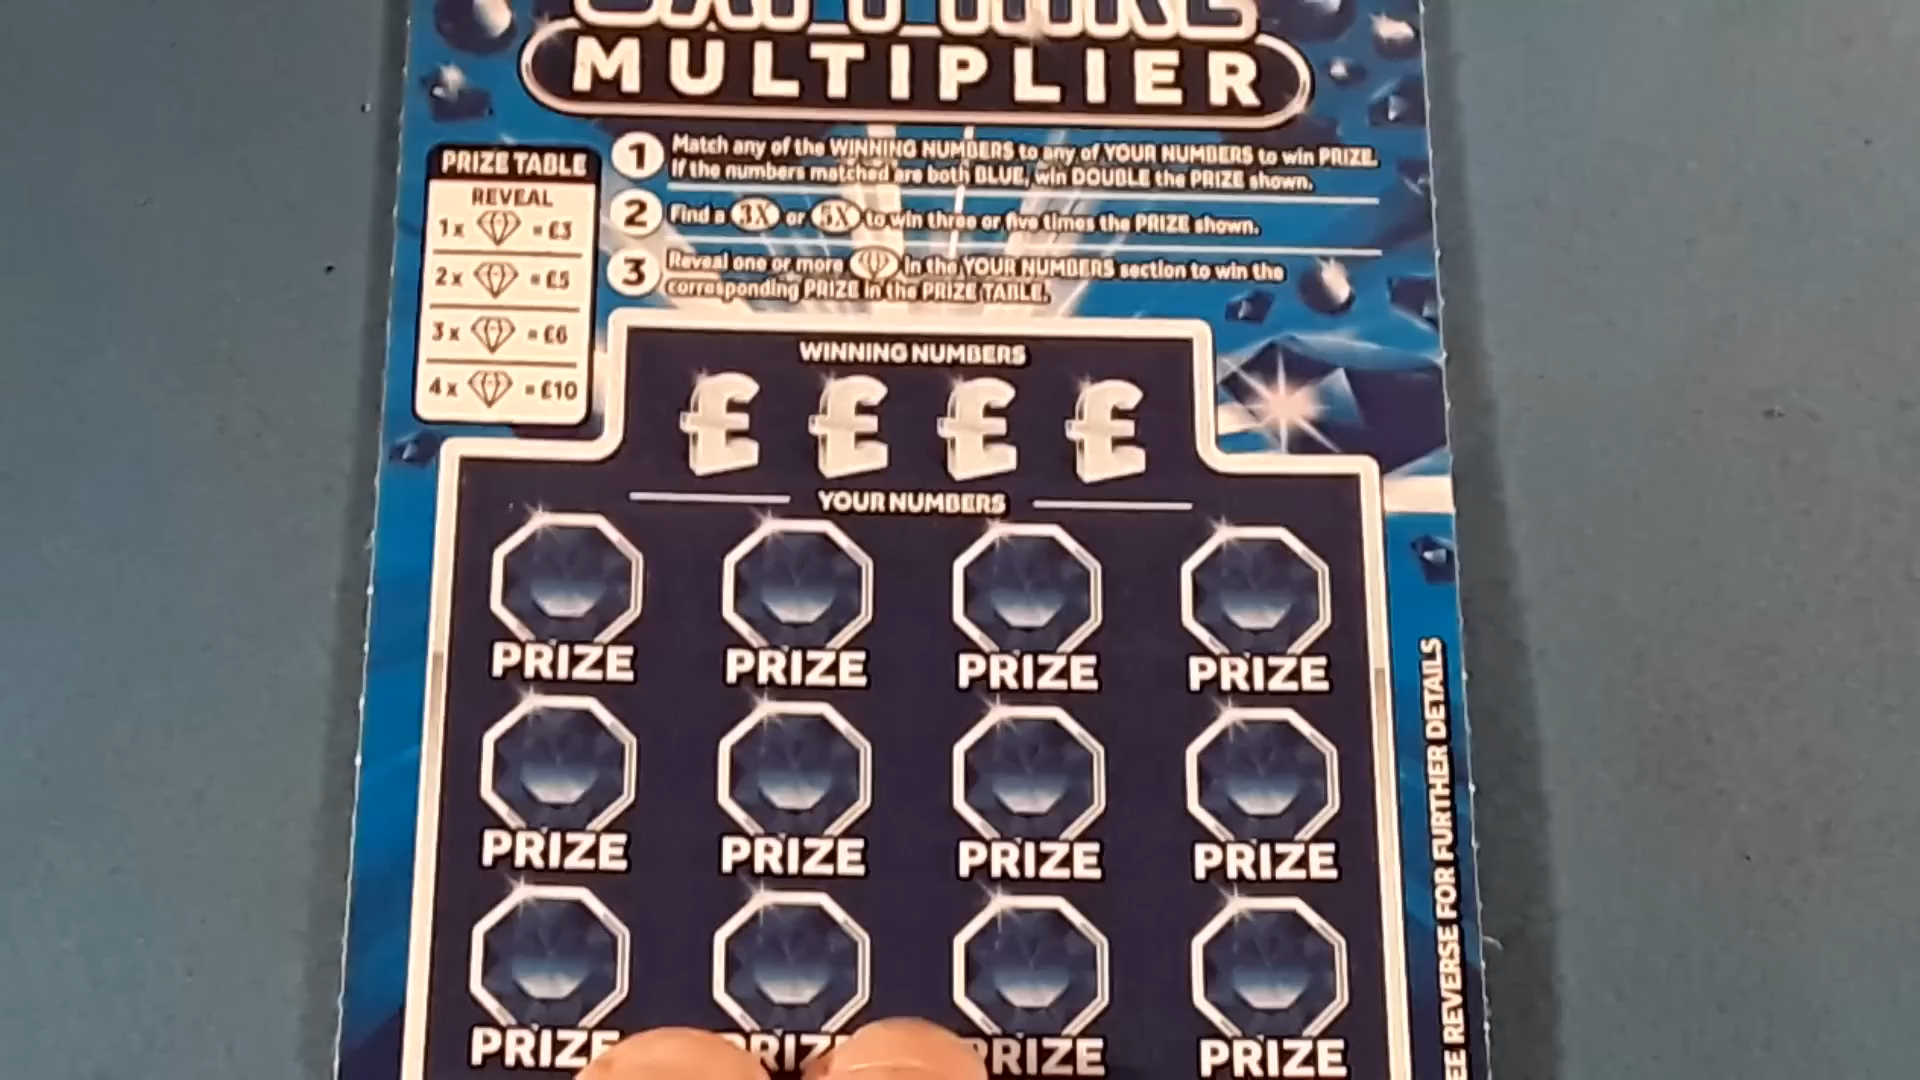 SAPPHIRE
MULTIPLIER
PRIZE TABLE
REVEAL
1x = £3
2x = £5
3x = £6
4x = £10
1 Match any of the WINNING NUMBERS to any of YOUR NUMBERS to win PRIZE.
If the numbers matched are both BLUE, win DOUBLE the PRIZE shown.
2 Find a 3X or 5X to win three or five times the PRIZE shown.
3 Reveal one or more in the YOUR NUMBERS section to win the
corresponding PRIZE in the PRIZE TABLE.
WINNING NUMBERS
£ £ £ £
YOUR NUMBERS
PRIZE PRIZE PRIZE PRIZE
PRIZE PRIZE PRIZE PRIZE
PRIZE PRIZE PRIZE PRIZE
REVERSE FOR FURTHER DETAILS